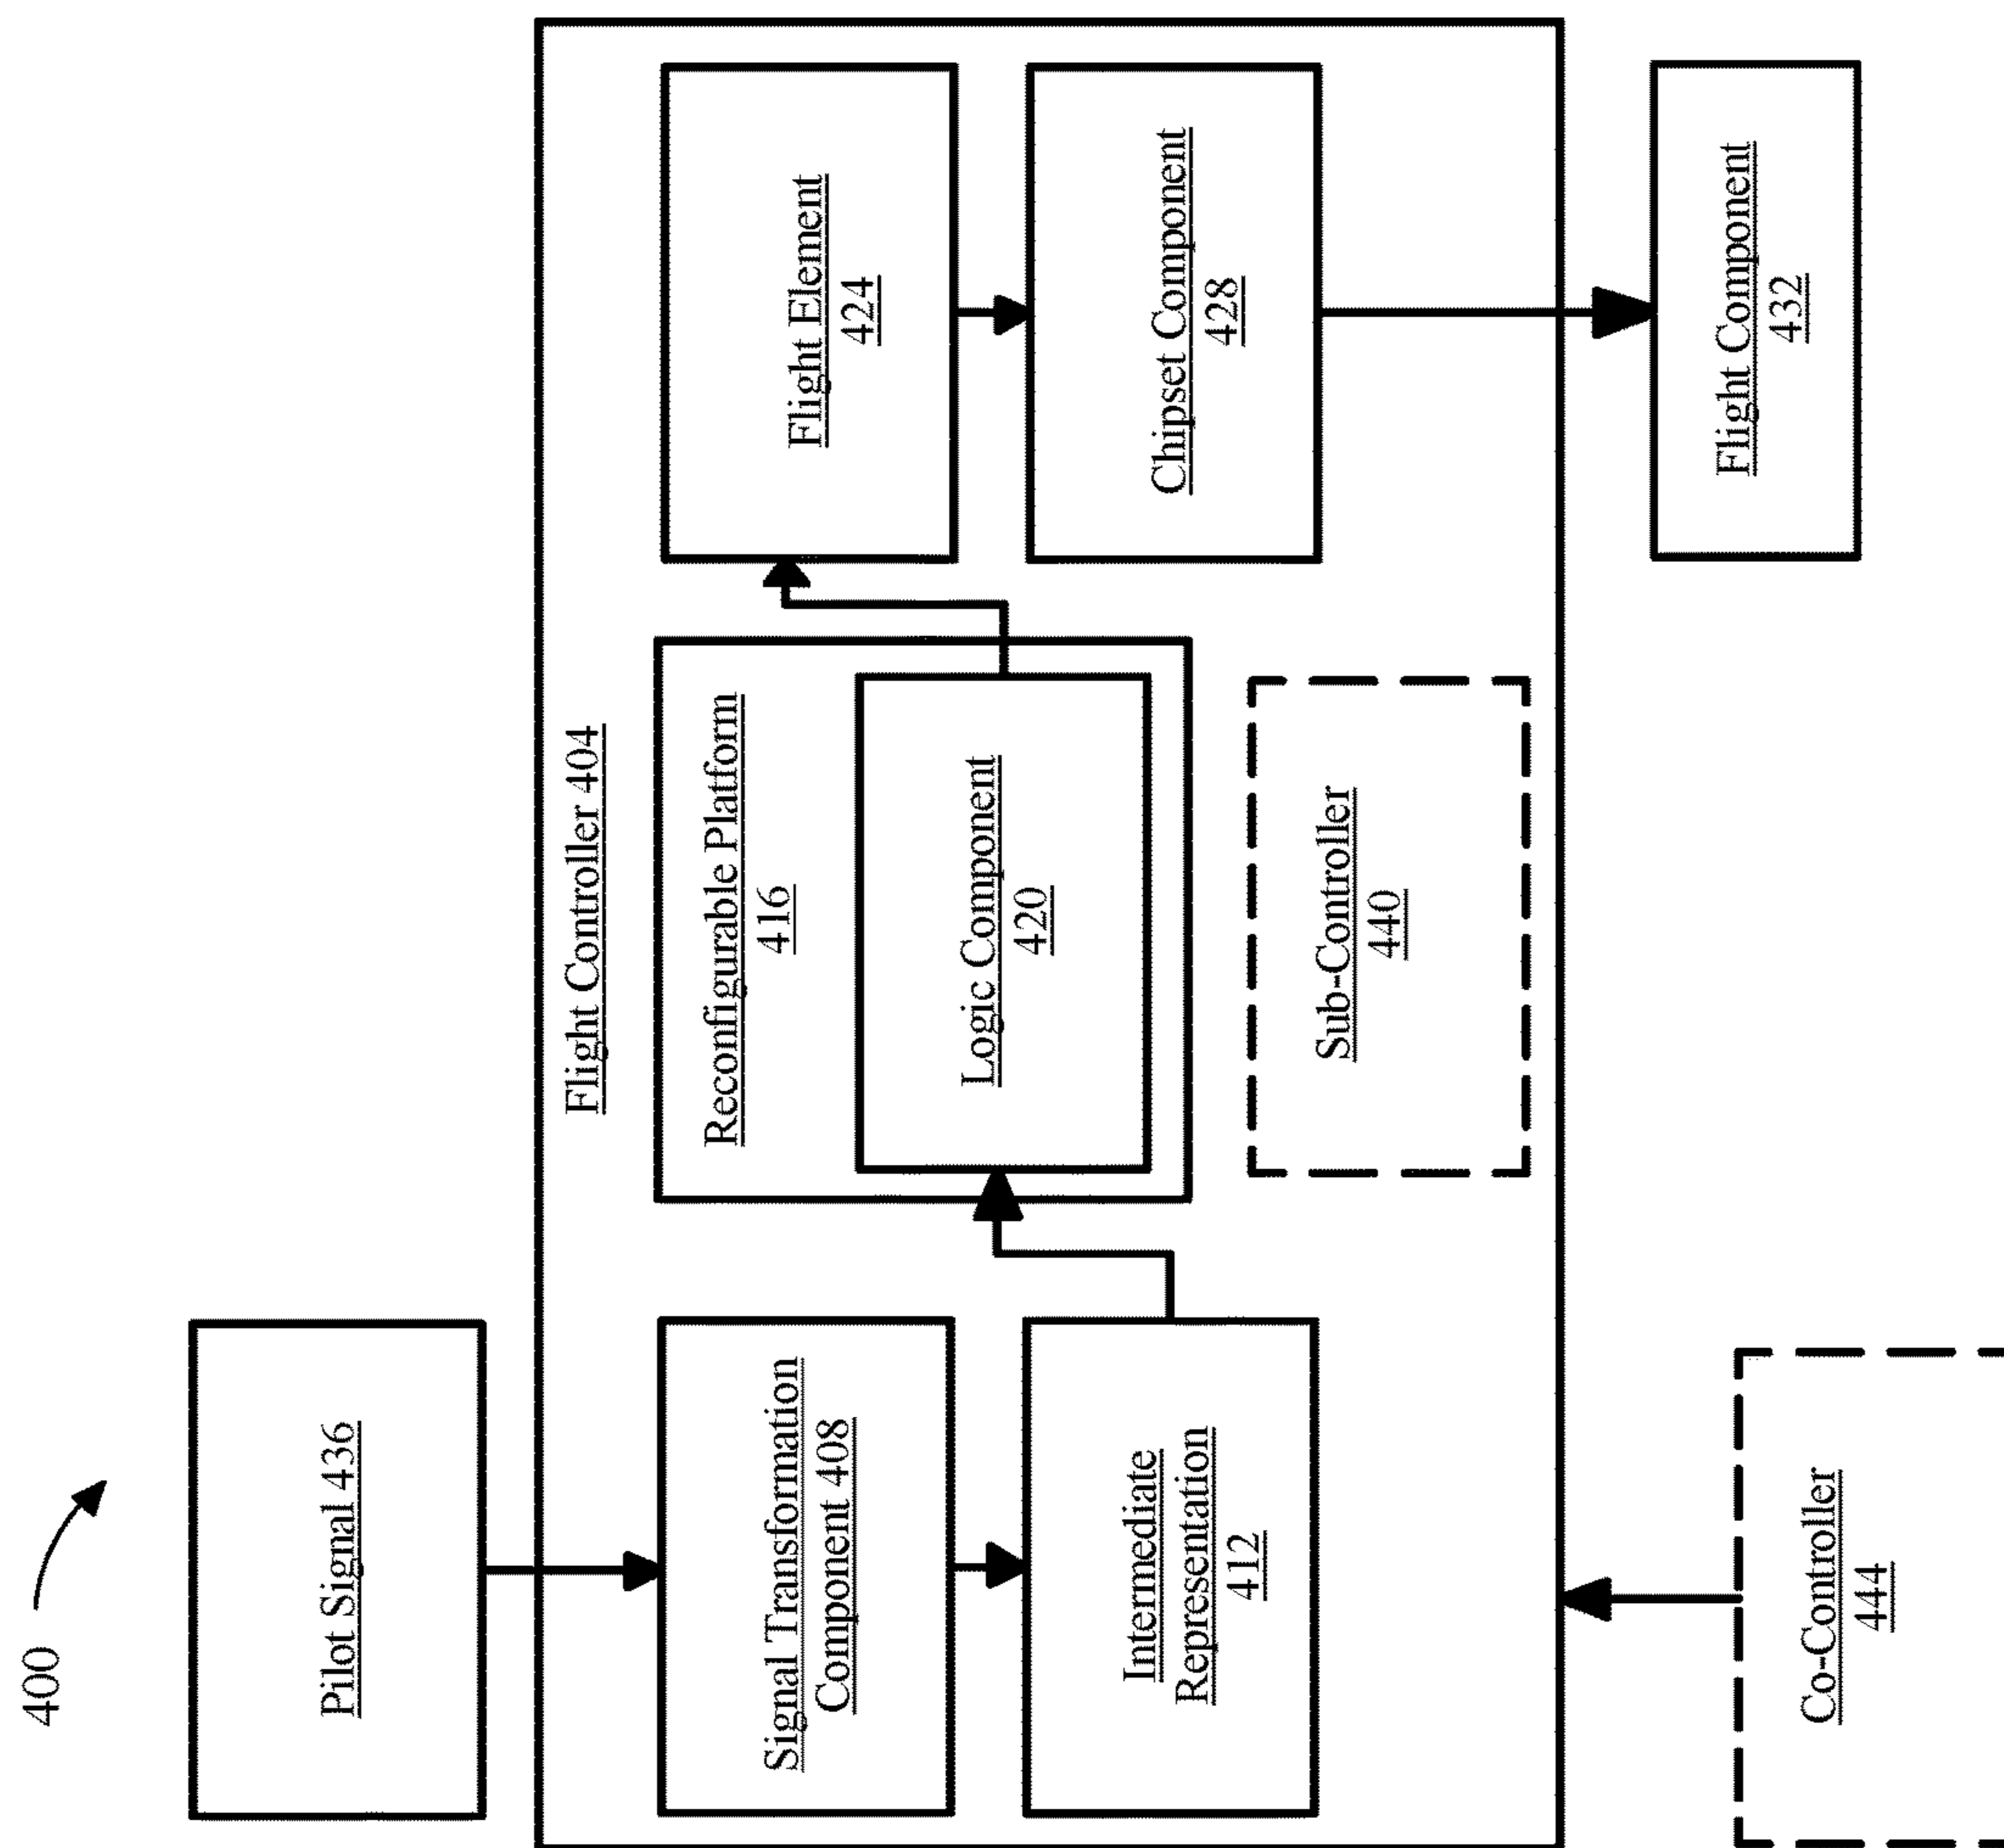 400
Pilot Signal 436
Flight Controller 404
Signal Transformation
Component 408
Intermediate
Representation
412
Reconfigurable Platform
416
Logic Component
420
Sub-Controller
440
Flight Element
424
Chipset Component
428
Co-Controller
444
Flight Component
432